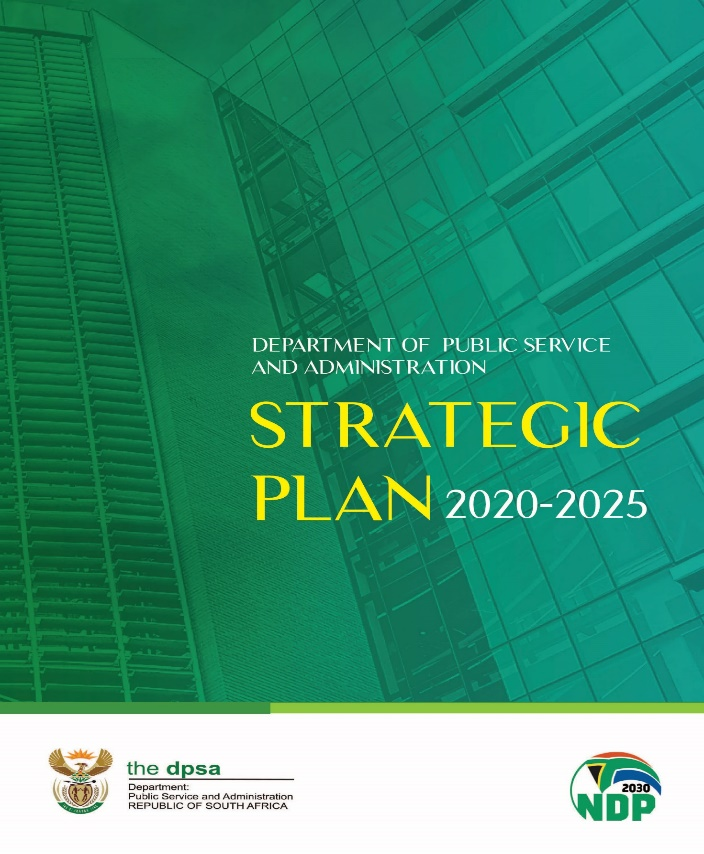 DEPARTMENT OF PUBLIC SERVICE
AND ADMINISTRATION
STRATEGIC
PLAN 2020-2025
the dpsa
Department:
Public Service and Administration
REPUBLIC OF SOUTH AFRICA
2030
NDP